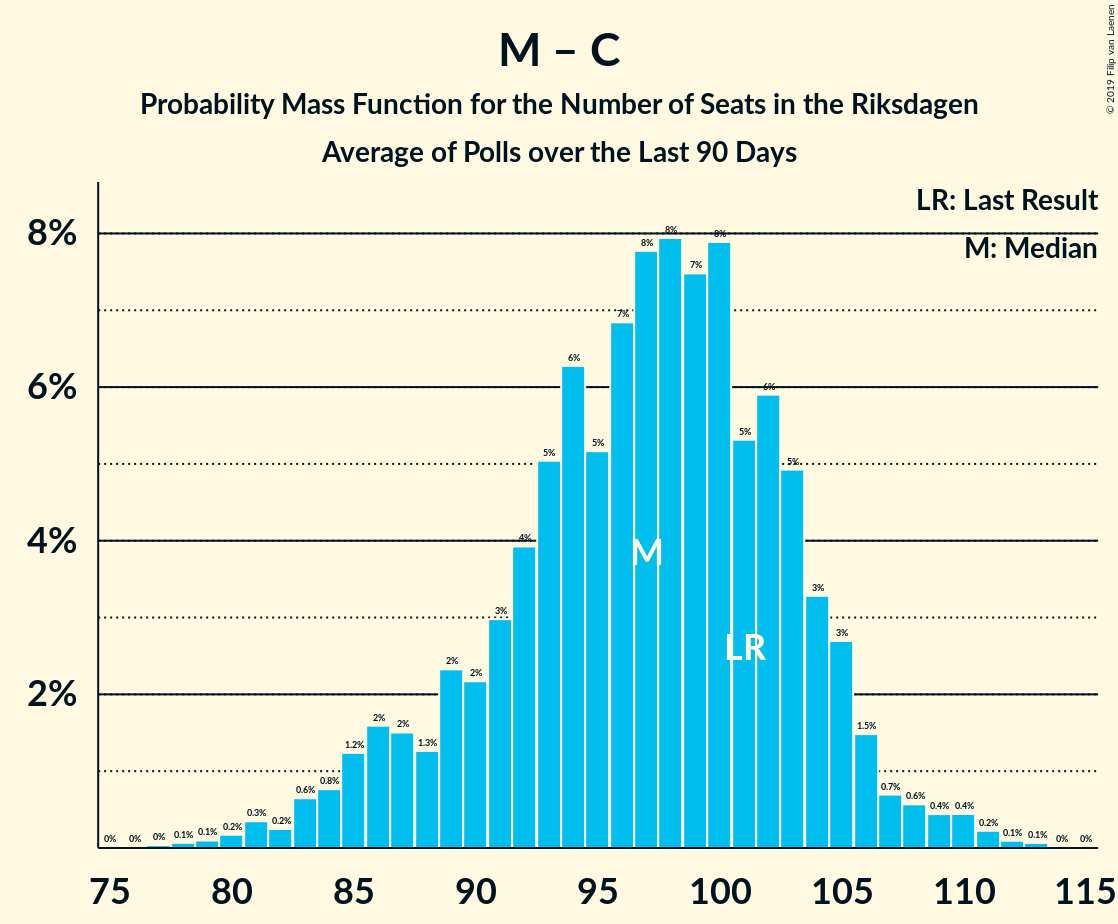 © 2019 Filip van Laenen
M – C
Probability Mass Function for the Number of Seats in the Riksdagen
Average of Polls over the Last 90 Days
LR: Last Result
M: Median
8%
6%
4%
2%
0% 0% 0% 0.1% 0.1% 0.2% 0.3% 0.2% 0.6% 0.8% 1.2% 2% 2% 1.3% 2% 2% 3% 4% 5% 6% 5% 7% 8% 8% 7% 8% 5% 6% 5% 3% 3% 1.5% 0.7% 0.6% 0.4% 0.4% 0.2% 0.1% 0.1% 0% 0%
M
LR
75 80 85 90 95 100 105 110 115